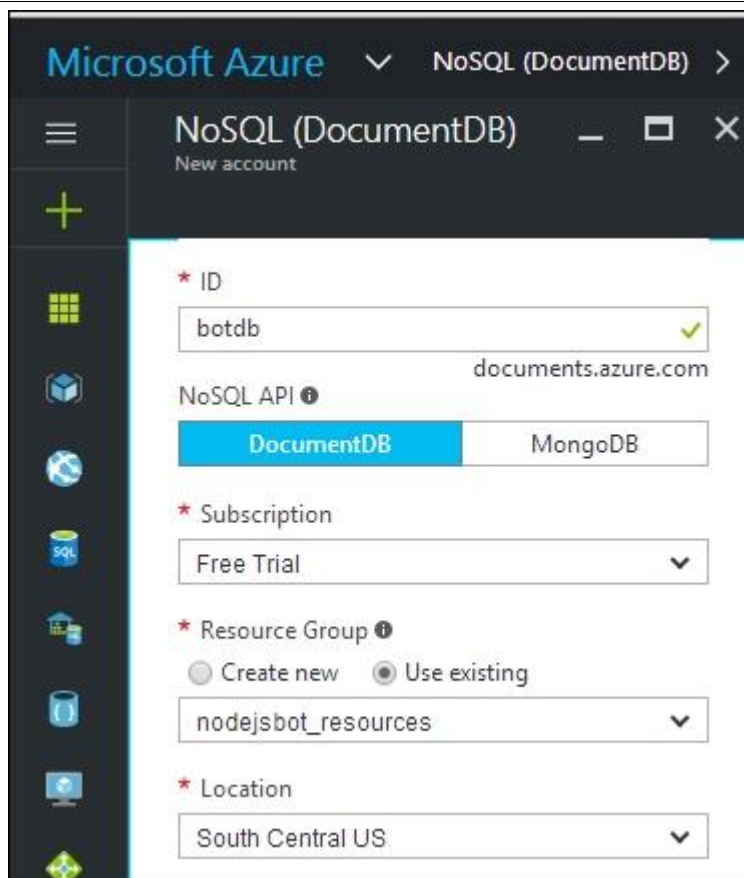 Microsoft Azure NoSQL (DocumentDB) >
NoSQL (DocumentDB)
New account
* ID
botdb
documents.azure.com
NoSQL API
DocumentDB MongoDB
* Subscription
Free Trial
* Resource Group
Create new Use existing
nodejsbot_resources
* Location
South Central US
SQL